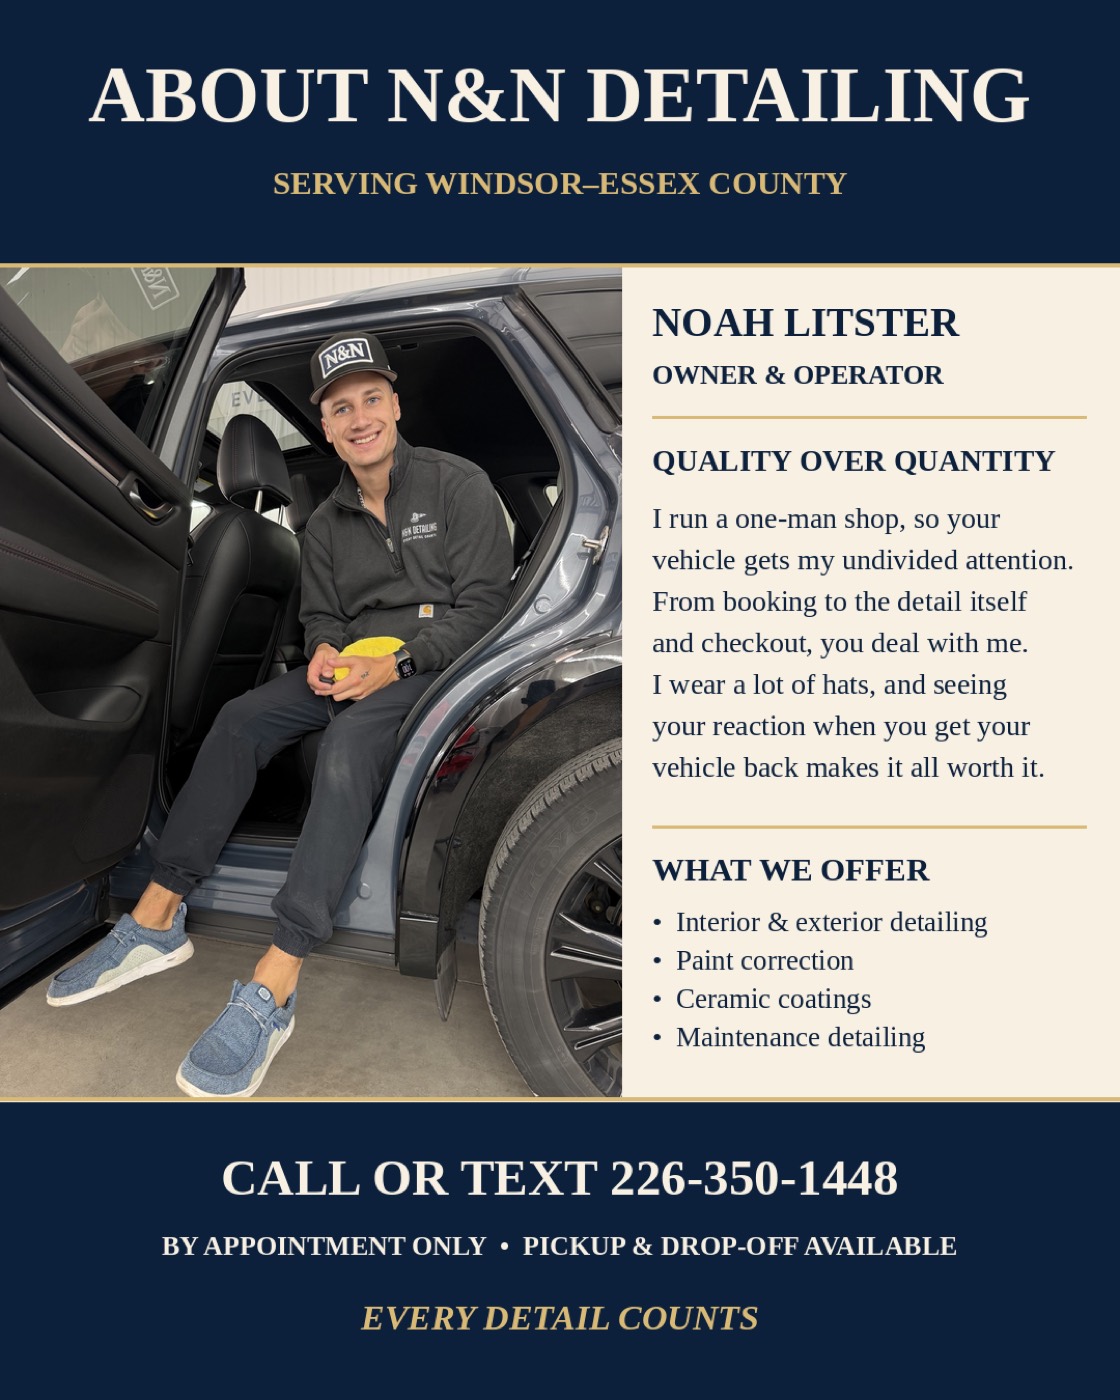 ABOUT N&N DETAILING
SERVING WINDSOR–ESSEX COUNTY
N&N
N&N
N&N DETAILING
NOAH LITSTER
OWNER & OPERATOR
QUALITY OVER QUANTITY
I run a one-man shop, so your
vehicle gets my undivided attention.
From booking to the detail itself
and checkout, you deal with me.
I wear a lot of hats, and seeing
your reaction when you get your
vehicle back makes it all worth it.
WHAT WE OFFER
• Interior & exterior detailing
• Paint correction
• Ceramic coatings
• Maintenance detailing
CALL OR TEXT 226-350-1448
BY APPOINTMENT ONLY • PICKUP & DROP-OFF AVAILABLE
EVERY DETAIL COUNTS